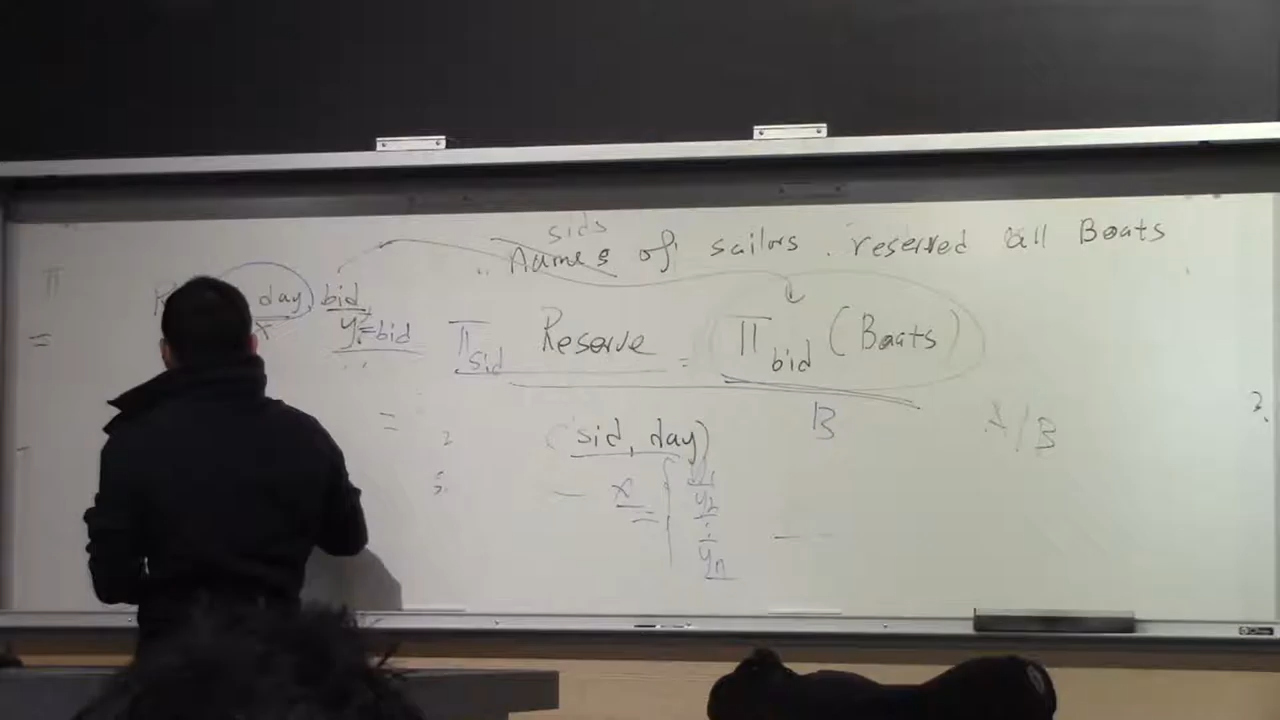 sids
Names of sailors reserved all Boats
π
day, bid,
x y=bid
=
π sid Reserve = π bid (Boats)
B
A/B
= (sid, day)
- x { y1
y2
:
yn